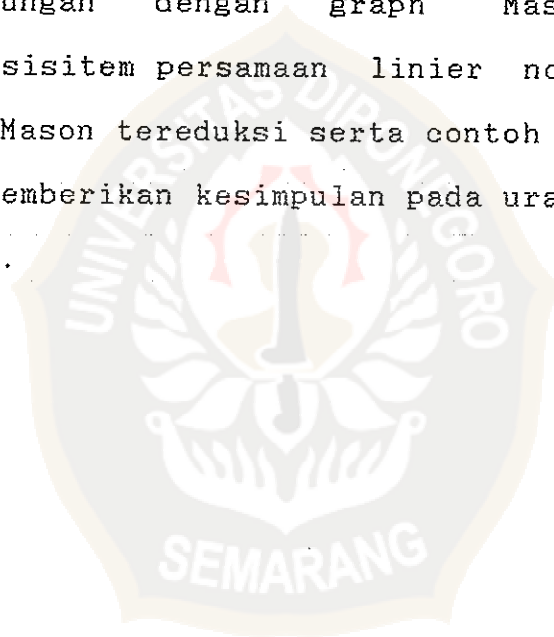 ungan dengan graph Mas
sisitem persamaan linier no
Mason tereduksi serta contoh
emberikan kesimpulan pada ura
.
UNIVERSITAS DIPONEGORO
SEMARANG